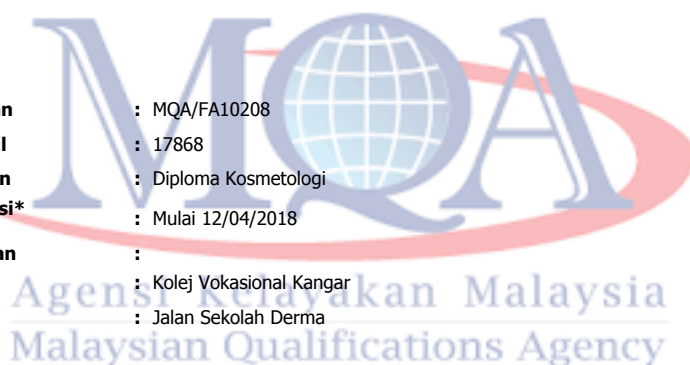 MQA
an : MQA/FA10208
l : 17868
n : Diploma Kosmetologi
si* : Mulai 12/04/2018
an :
: Kolej Vokasional Kangar
: Jalan Sekolah Derma
Agensi Kelayakan Malaysia
Malaysian Qualifications Agency